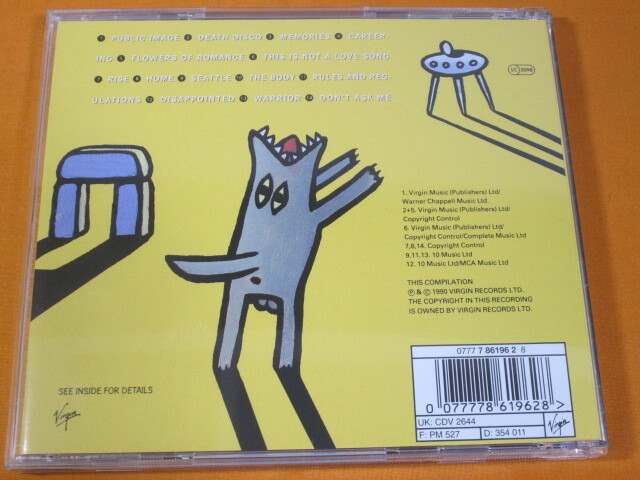 1 PUBLIC IMAGE 2 DEATH DISCO 3 MEMORIES 4 CAREER-
ING 5 FLOWERS OF ROMANCE 6 THIS IS NOT A LOVE SONG
7 RISE 8 HOME 9 SEATTLE 10 THE BODY 11 RULES AND REG-
ULATIONS 12 DISAPPOINTED 13 WARRIOR 14 DON'T ASK ME
LC 3098
1. Virgin Music (Publishers) Ltd/
Warner Chappell Music Ltd.
2+5. Virgin Music (Publishers) Ltd/
Copyright Control
6. Virgin Music (Publishers) Ltd/
Copyright Control/Complete Music Ltd
7,8,14. Copyright Control
9,11,13. 10 Music Ltd
12. 10 Music Ltd/MCA Music Ltd
THIS COMPILATION
℗ & © 1990 VIRGIN RECORDS LTD.
THE COPYRIGHT IN THIS RECORDING
IS OWNED BY VIRGIN RECORDS LTD.
SEE INSIDE FOR DETAILS
Virgin
0777 7 86196 2 8
0 077778 619628 >
UK: CDV 2644
F: PM 527
D: 354 011
Virgin